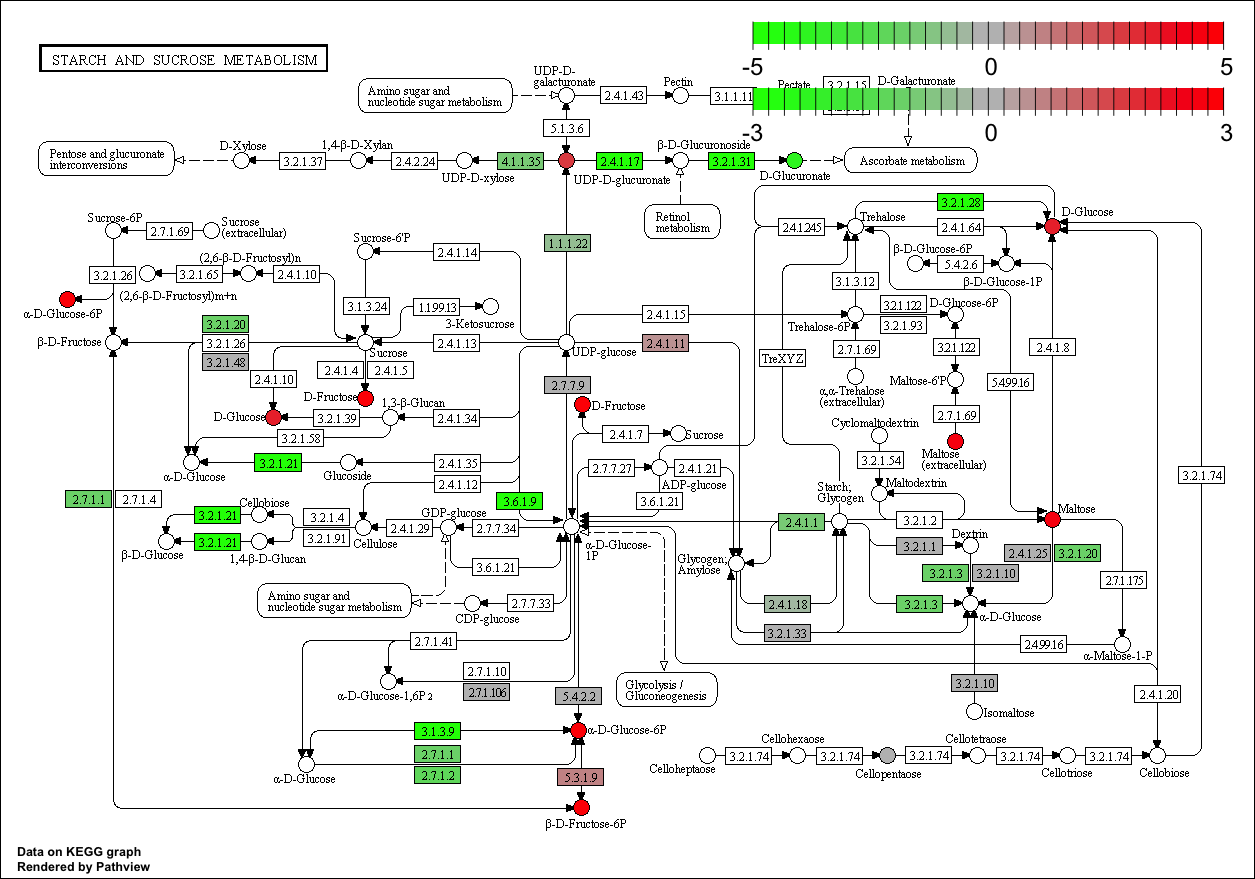 STARCH AND SUCROSE METABOLISM
-5 0 5
-3 0 3
UDP-D-
galacturonate
Amino sugar and
nucleotide sugar metabolism
2.4.1.43
Pectin
3.1.1.11
Pectate
3.2.1.15
D-Galacturonate
5.1.3.6
Pentose and glucuronate
interconversions
D-Xylose
3.2.1.37
1,4-β-D-Xylan
2.4.2.24
UDP-D-xylose
4.1.1.35
2.4.1.17
UDP-D-glucuronate
β-D-Glucuronoside
3.2.1.31
D-Glucuronate
Ascorbate metabolism
Retinol
metabolism
1.1.1.22
Sucrose-6P
2.7.1.69
Sucrose
(extracellular)
3.2.1.26
3.2.1.65
(2,6-β-D-Fructosyl)n
2.4.1.10
(2,6-β-D-Fructosyl)m+n
α-D-Glucose-6P
Sucrose-6'P
2.4.1.14
3.1.3.24
1.1.99.13
3-Ketosucrose
β-D-Fructose
3.2.1.20
3.2.1.26
3.2.1.48
Sucrose
2.4.1.13
UDP-glucose
2.4.1.15
2.4.1.11
2.4.1.10
2.4.1.4
2.4.1.5
D-Fructose
D-Glucose
3.2.1.39
1,3-β-Glucan
2.4.1.34
3.2.1.58
2.7.7.9
D-Fructose
2.4.1.7
Sucrose
α-D-Glucose
3.2.1.21
Glucoside
2.4.1.35
2.4.1.12
2.7.7.27
ADP-glucose
2.4.1.21
3.6.1.21
3.6.1.9
2.7.1.1
2.7.1.4
3.2.1.21
Cellobiose
3.2.1.21
β-D-Glucose
1,4-β-D-Glucan
3.2.1.4
3.2.1.91
Cellulose
2.4.1.29
GDP-glucose
2.7.7.34
α-D-Glucose-
1P
3.6.1.21
Amino sugar and
nucleotide sugar metabolism
CDP-glucose
2.7.7.33
2.4.1.245
Trehalose
3.2.1.28
2.4.1.64
D-Glucose
β-D-Glucose-6P
5.4.2.6
β-D-Glucose-1P
3.1.3.12
Trehalose-6P
3.2.1.122
3.2.1.93
D-Glucose-6P
TreXYZ
2.7.1.69
α,α-Trehalose
(extracellular)
3.2.1.122
Maltose-6'P
2.7.1.69
Maltose
(extracellular)
5.4.99.16
2.4.1.8
Cyclomaltodextrin
3.2.1.54
Maltodextrin
3.2.1.74
Starch;
Glycogen
2.4.1.1
3.2.1.2
Maltose
3.2.1.1
Dextrin
2.4.1.25
3.2.1.20
3.2.1.3
3.2.1.10
2.7.1.175
Glycogen;
Amylose
2.4.1.18
3.2.1.3
α-D-Glucose
3.2.1.33
2.4.99.16
α-Maltose-1-P
3.2.1.10
Isomaltose
2.4.1.20
2.7.1.41
2.7.1.10
2.7.1.106
α-D-Glucose-1,6P2
5.4.2.2
Glycolysis /
Gluconeogenesis
3.1.3.9
2.7.1.1
2.7.1.2
α-D-Glucose-6P
α-D-Glucose
5.3.1.9
β-D-Fructose-6P
Celloheptaose
3.2.1.74
Cellohexaose
3.2.1.74
Cellopentaose
3.2.1.74
Cellotetraose
3.2.1.74
Cellotriose
3.2.1.74
Cellobiose
Data on KEGG graph
Rendered by Pathview